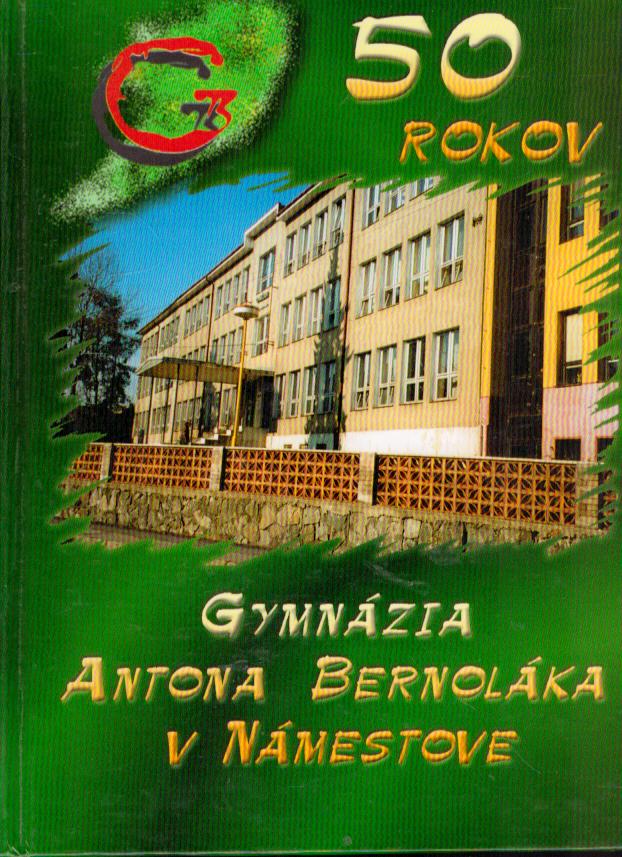 50
ROKOV
GYMNÁZIA
ANTONA BERNOLÁKA
V NÁMESTOVE